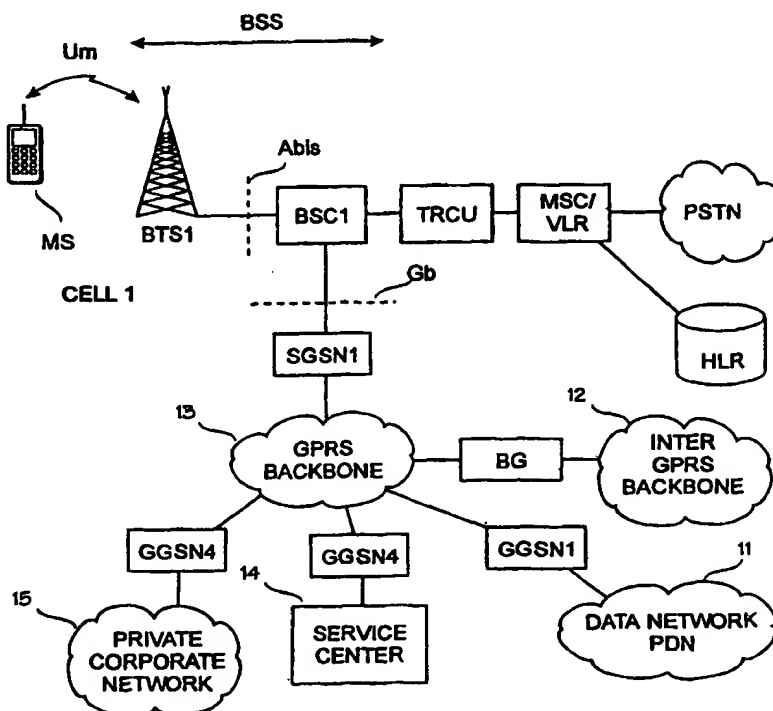 BSS
Um
Abis
MS
BTS1
BSC1
TRCU
MSC/
VLR
PSTN
CELL 1
Gb
HLR
SGSN1
13
GPRS
BACKBONE
BG
12
INTER
GPRS
BACKBONE
GGSN4
GGSN4
GGSN1
11
15
PRIVATE
CORPORATE
NETWORK
14
SERVICE
CENTER
DATA NETWORK
PDN